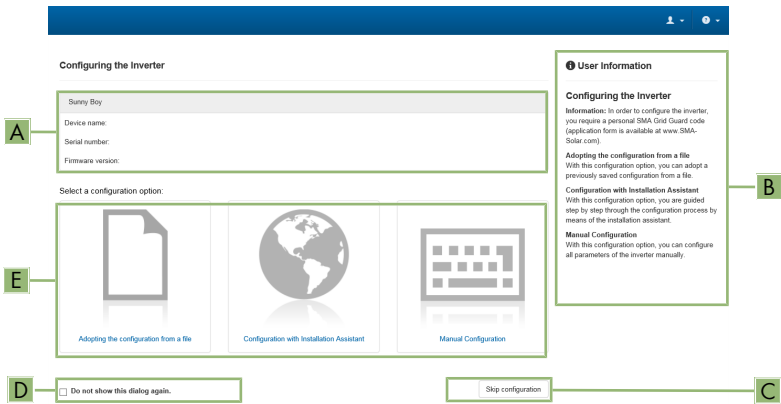 Configuring the Inverter
Sunny Boy
Device name:
Serial number:
Firmware version:
A
Select a configuration option:
E
Adopting the configuration from a file
Configuration with Installation Assistant
Manual Configuration
D
Do not show this dialog again.
Skip configuration
C
User Information
Configuring the Inverter
Information: In order to configure the inverter,
you require a personal SMA Grid Guard code
(application form is available at www.SMA-
Solar.com).
Adopting the configuration from a file
With this configuration option, you can adopt a
previously saved configuration from a file.
Configuration with Installation Assistant
With this configuration option, you are guided
step by step through the configuration process by
means of the installation assistant.
Manual Configuration
With this configuration option, you can configure
all parameters of the inverter manually.
B